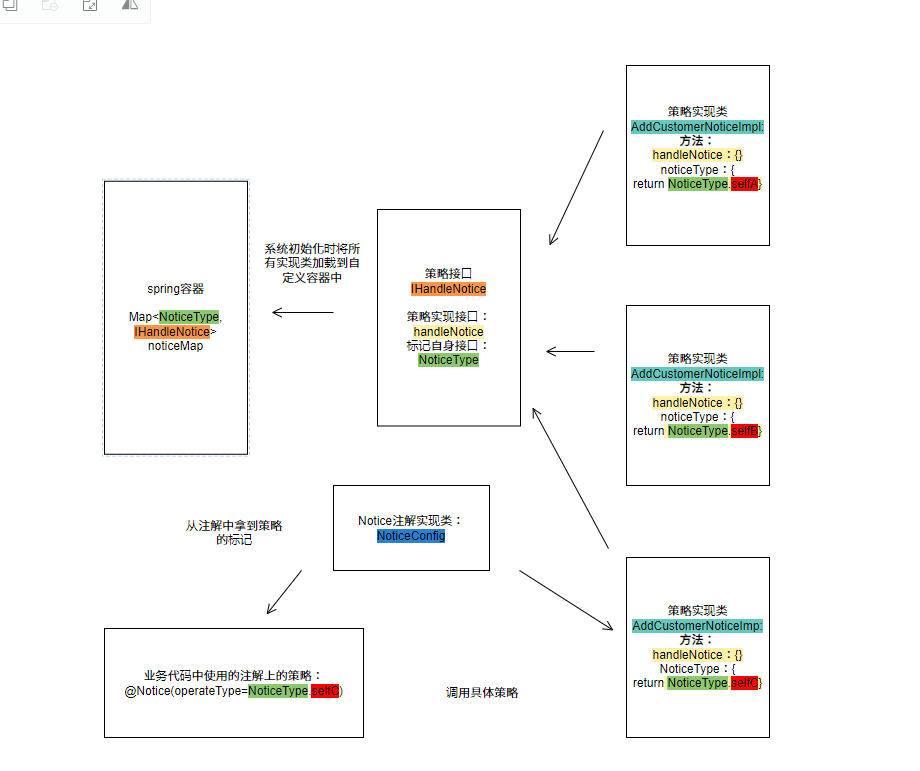 策略实现类
AddCustomerNoticeImpl:
方法：
handleNotice：{}
noticeType：{
return NoticeType.selfA}
系统初始化时将所
有实现类加载到自
定义容器中
策略接口
IHandleNotice
策略实现接口：
handleNotice
标记自身接口：
NoticeType
spring容器
Map<NoticeType,
IHandleNotice>
noticeMap
策略实现类
AddCustomerNoticeImpl:
方法：
handleNotice：{}
noticeType：{
return NoticeType.selfB}
从注解中拿到策略
的标记
Notice注解实现类：
NoticeConfig
策略实现类
AddCustomerNoticeImp:
方法：
handleNotice：{}
NoticeType：{
return NoticeType.selfC}
业务代码中使用的注解上的策略：
@Notice(operateType=NoticeType.selfC)
调用具体策略